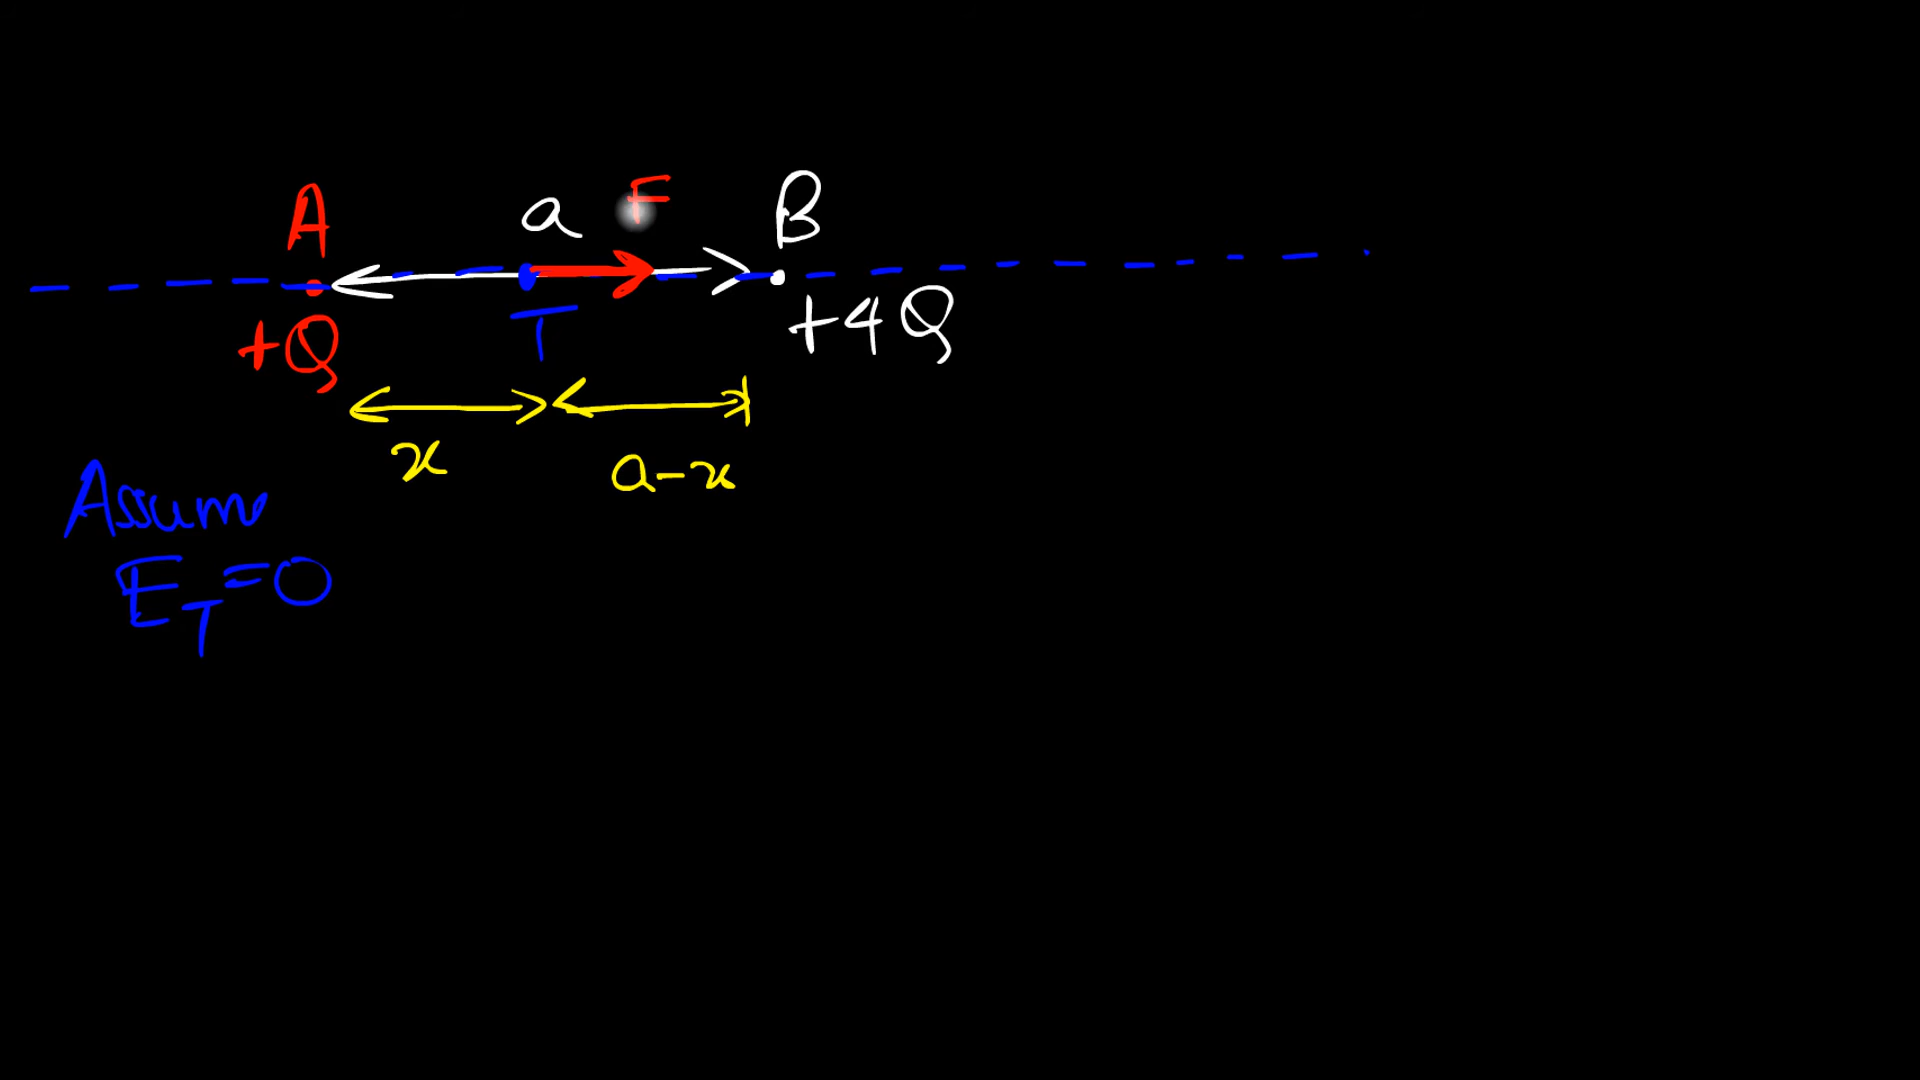 A a F B
+Q T +4Q
x a-x
Assume
E_T=0